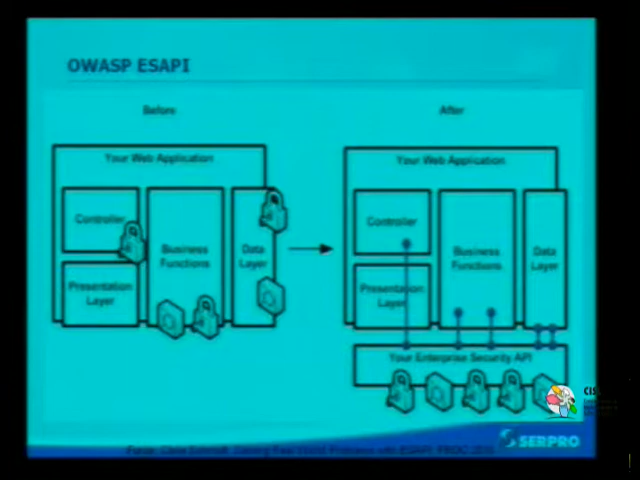 OWASP ESAPI
Before
After
Your Web Application
Your Web Application
Controller
Business
Functions
Data
Layer
Presentation
Layer
Controller
Business
Functions
Data
Layer
Presentation
Layer
Your Enterprise Security API
SERPRO